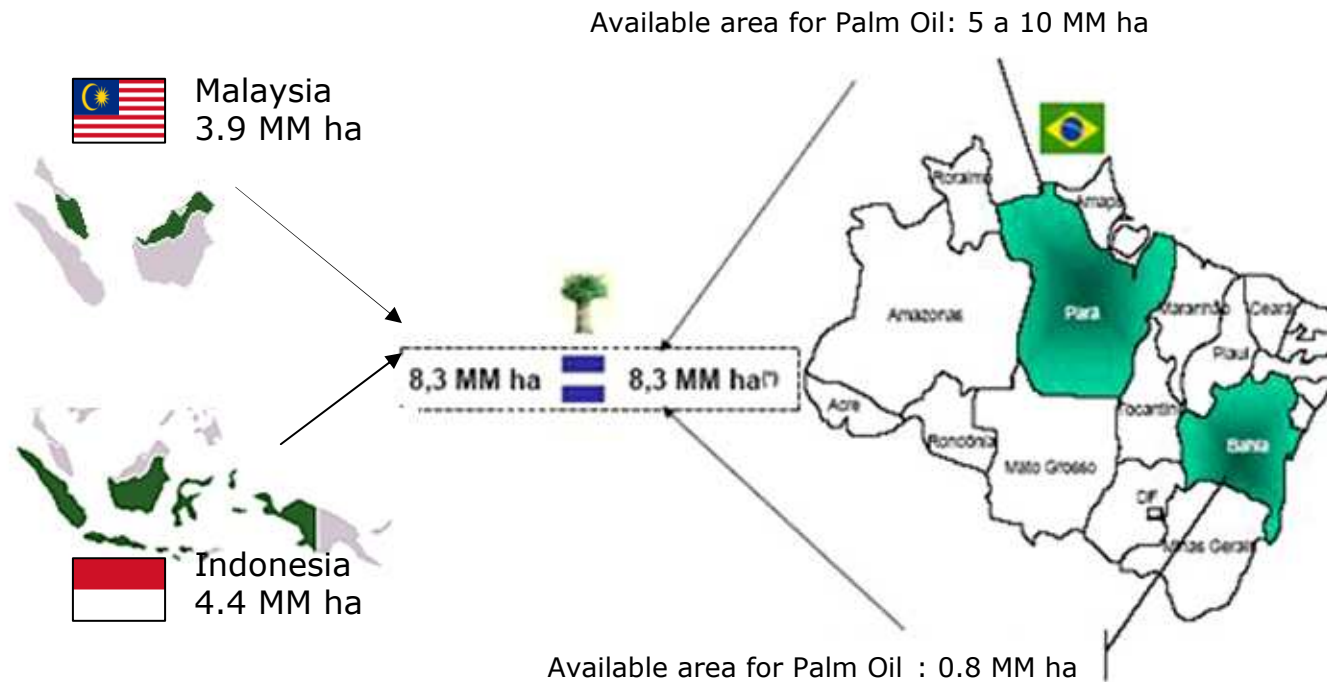 Available area for Palm Oil: 5 a 10 MM ha
Malaysia
3.9 MM ha
Roraima
Amapá
Amazonas
Pará
Maranhão
Ceará
Piauí
8,3 MM ha
8,3 MM ha(*)
Acre
Rondônia
Tocantins
Bahia
Mato Grosso
DF
Minas Gerais
Indonesia
4.4 MM ha
Available area for Palm Oil : 0.8 MM ha